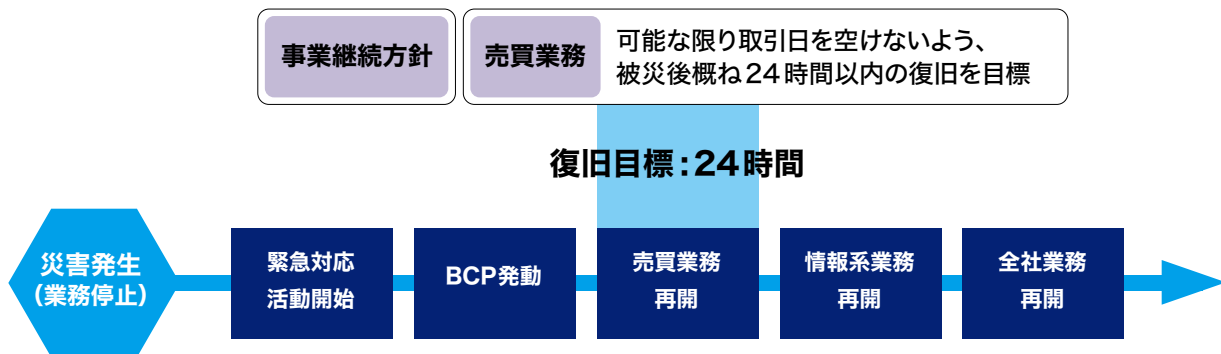 事業継続方針
売買業務
可能な限り取引日を空けないよう、
被災後概ね24時間以内の復旧を目標
復旧目標：24時間
災害発生
(業務停止)
緊急対応
活動開始
BCP発動
売買業務
再開
情報系業務
再開
全社業務
再開